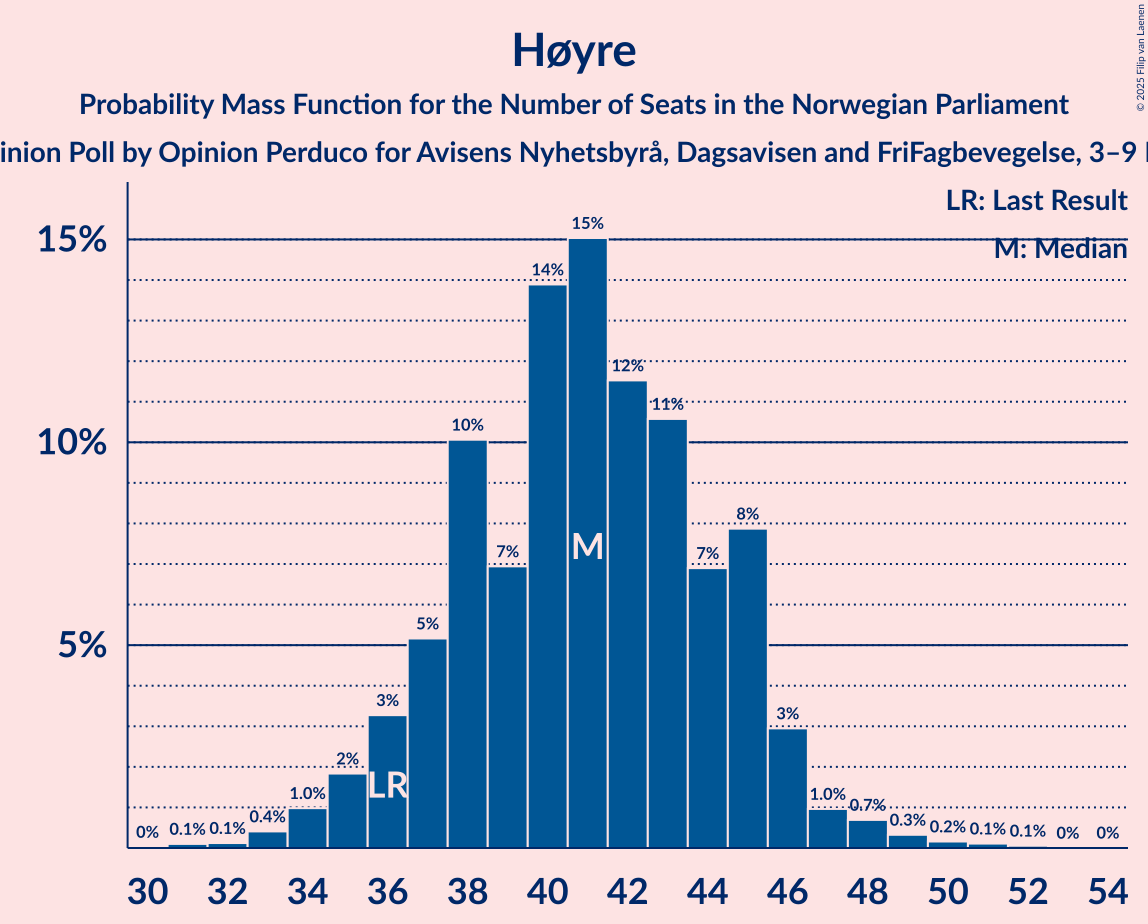 Høyre
Probability Mass Function for the Number of Seats in the Norwegian Parliament
inion Poll by Opinion Perduco for Avisens Nyhetsbyrå, Dagsavisen and FriFagbevegelse, 3–9
© 2025 Filip van Laenen
LR: Last Result
M: Median
15%
10%
5%
0% 0.1% 0.1% 0.4% 1.0% 2% 3% 5% 10% 7% 14% 15% 12% 11% 7% 8% 3% 1.0% 0.7% 0.3% 0.2% 0.1% 0.1% 0% 0%
LR
M
30 32 34 36 38 40 42 44 46 48 50 52 54